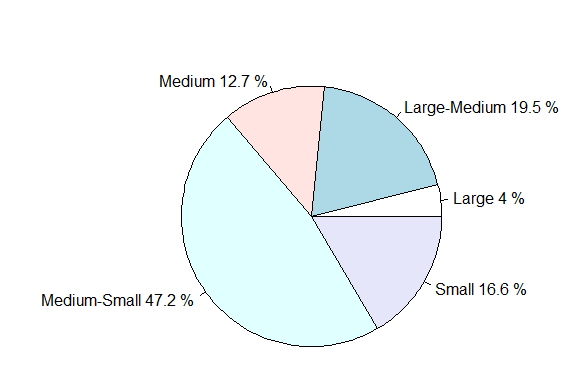 Medium 12.7 %
Large-Medium 19.5 %
Large 4 %
Small 16.6 %
Medium-Small 47.2 %